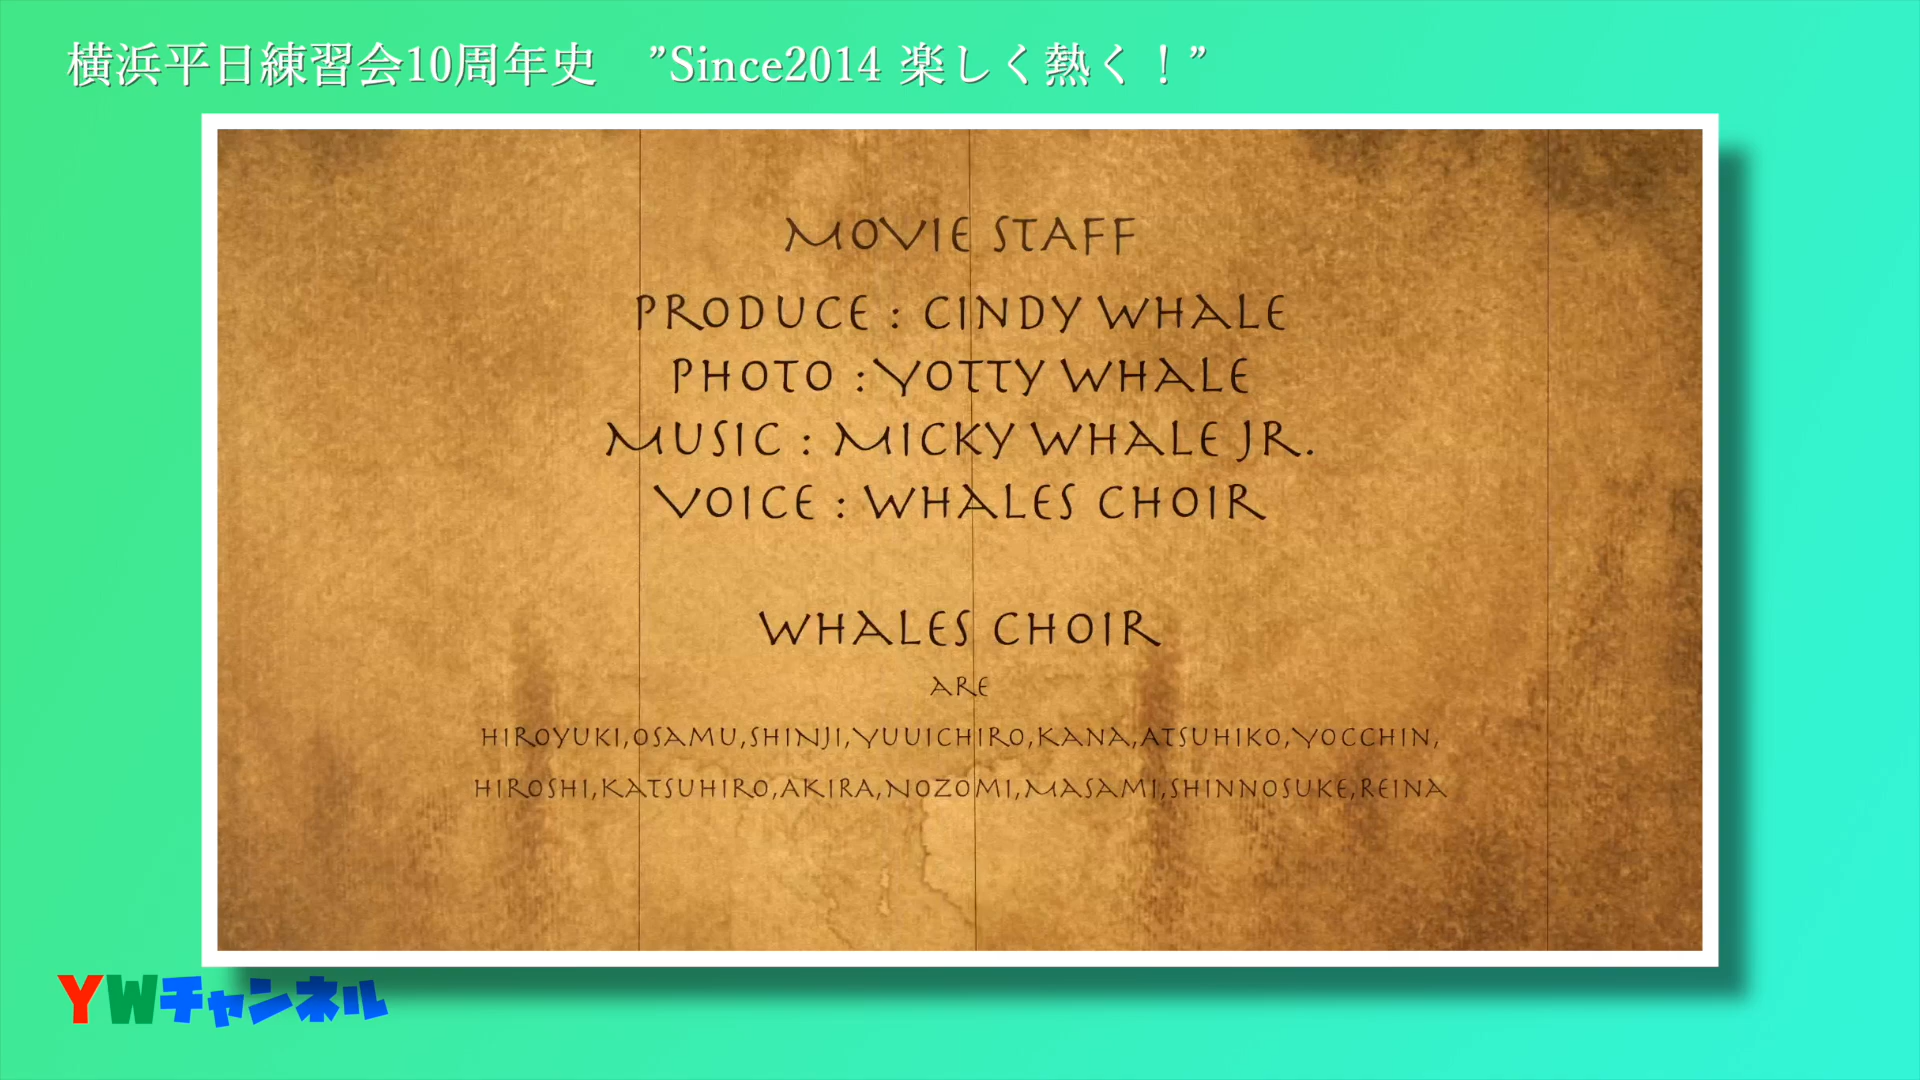 横浜平日練習会10周年史　”Since2014 楽しく熱く！”
MOVIE STAFF
PRODUCE : CINDY WHALE
PHOTO : YOTTY WHALE
MUSIC : MICKY WHALE JR.
VOICE : WHALES CHOIR
WHALES CHOIR
ARE
HIROYUKI,OSAMU,SHINJI,YUUICHIRO,KANA,ATSUHIKO,YOCCHIN,
HIROSHI,KATSUHIRO,AKIRA,NOZOMI,MASAMI,SHINNOSUKE,REINA
YWチャンネル